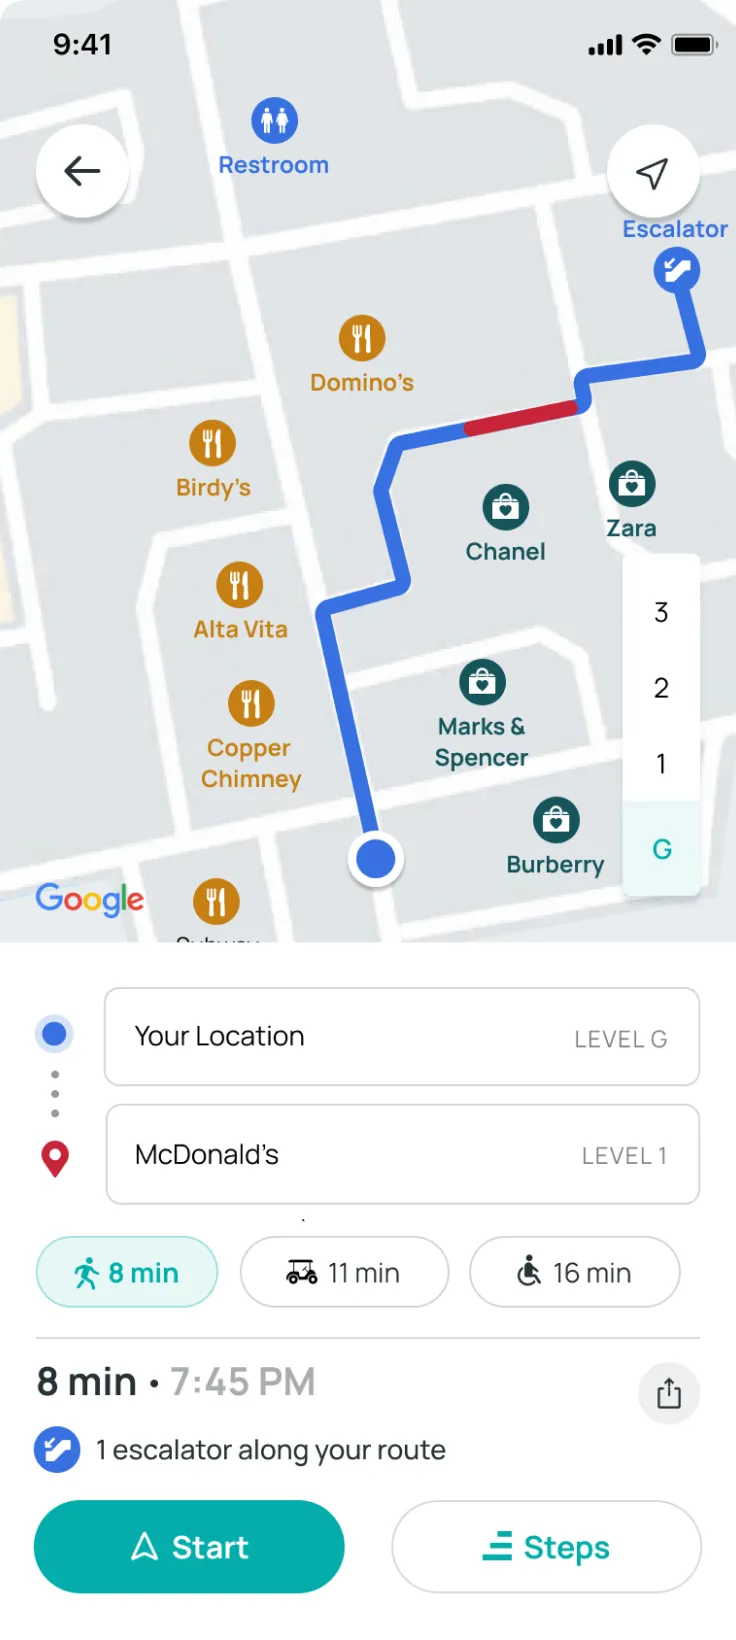 9:41
Restroom
Escalator
Domino's
Birdy's
Chanel
Zara
Alta Vita
3
2
Marks &
Spencer
Copper
Chimney
1
Burberry
G
Google
Subway
Your Location LEVEL G
McDonald's LEVEL 1
8 min 11 min 16 min
8 min • 7:45 PM
1 escalator along your route
Start Steps